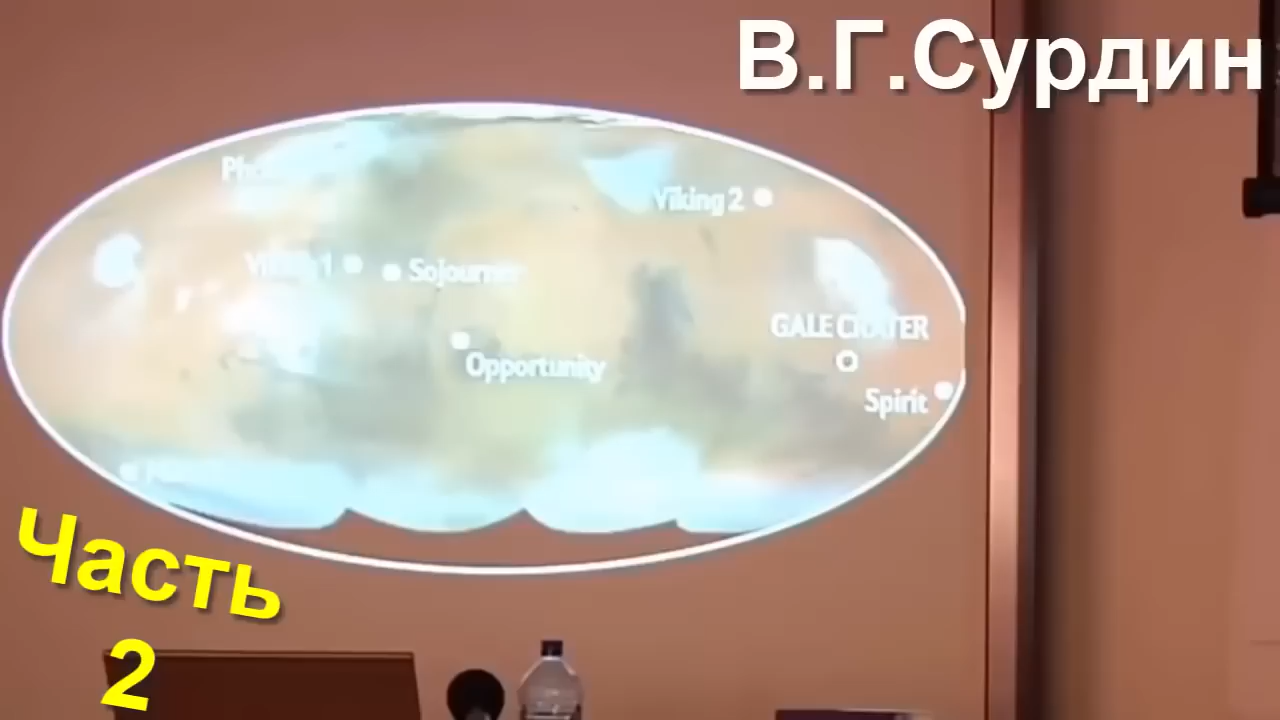 В.Г.Сурдин
Viking 2
Sojourner
GALE CRATER
Opportunity
Spirit
Часть
2